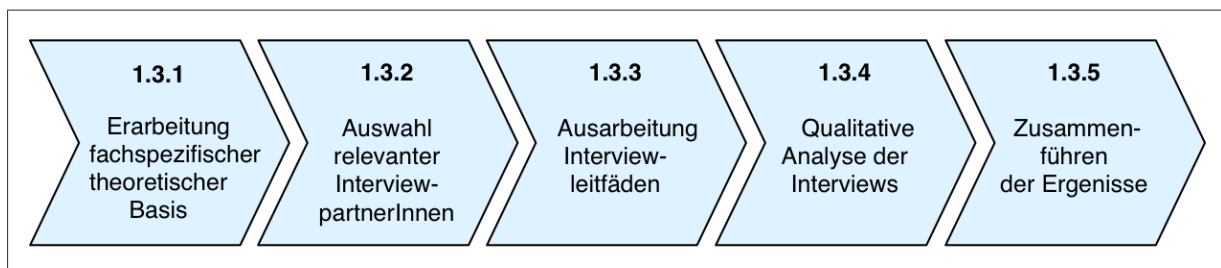 1.3.1
Erarbeitung
fachspezifischer
theoretischer
Basis
1.3.2
Auswahl
relevanter
Interview-
partnerInnen
1.3.3
Ausarbeitung
Interview-
leitfäden
1.3.4
Qualitative
Analyse der
Interviews
1.3.5
Zusammen-
führen
der Ergenisse